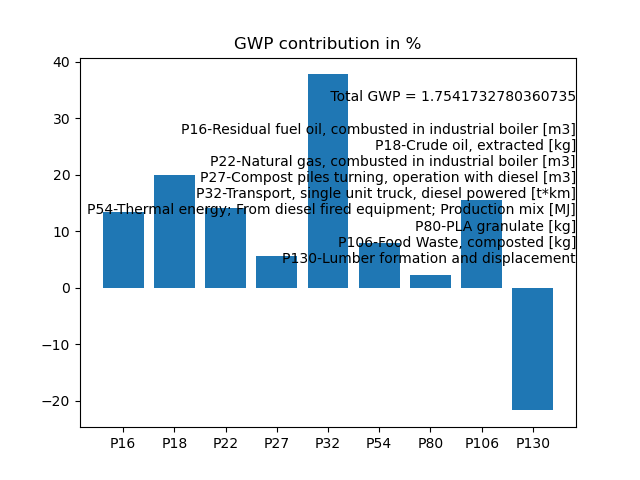 GWP contribution in %
40
30
20
10
0
−10
−20
Total GWP = 1.7541732780360735
P16-Residual fuel oil, combusted in industrial boiler [m3]
P18-Crude oil, extracted [kg]
P22-Natural gas, combusted in industrial boiler [m3]
P27-Compost piles turning, operation with diesel [m3]
P32-Transport, single unit truck, diesel powered [t*km]
P54-Thermal energy; From diesel fired equipment; Production mix [MJ]
P80-PLA granulate [kg]
P106-Food Waste, composted [kg]
P130-Lumber formation and displacement
P16 P18 P22 P27 P32 P54 P80 P106 P130